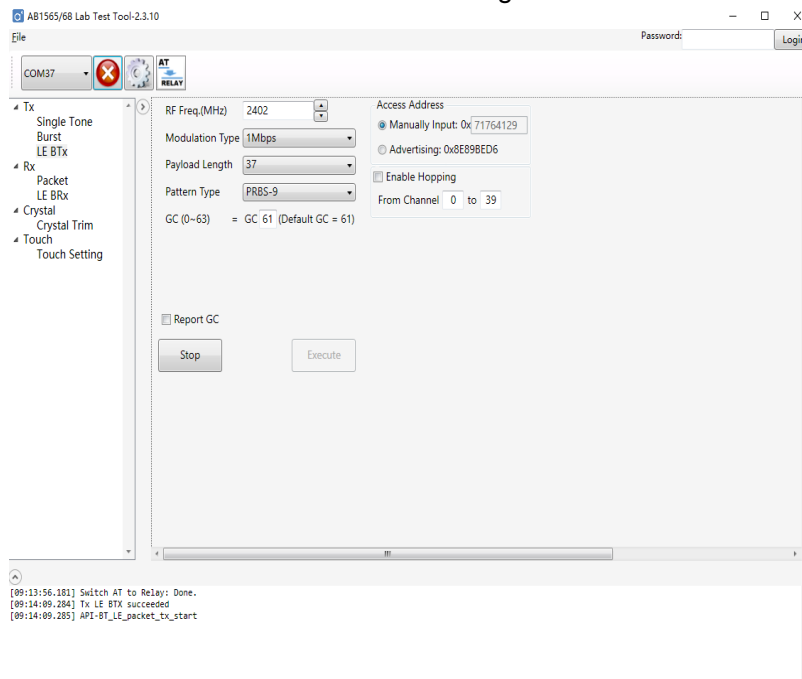 AB1565/68 Lab Test Tool-2.3.10
File
Password:
Login
COM37
AT
RELAY
Tx
Single Tone
Burst
LE BTx
Rx
Packet
LE BRx
Crystal
Crystal Trim
Touch
Touch Setting
RF Freq.(MHz) 2402
Modulation Type 1Mbps
Payload Length 37
Pattern Type PRBS-9
GC (0~63) = GC 61 (Default GC = 61)
Access Address
Manually Input: 0x 71764129
Advertising: 0x8E89BED6
Enable Hopping
From Channel 0 to 39
Report GC
Stop Execute
[09:13:56.181] Switch AT to Relay: Done.
[09:14:09.284] Tx LE BTX succeeded
[09:14:09.285] API-BT_LE_packet_tx_start